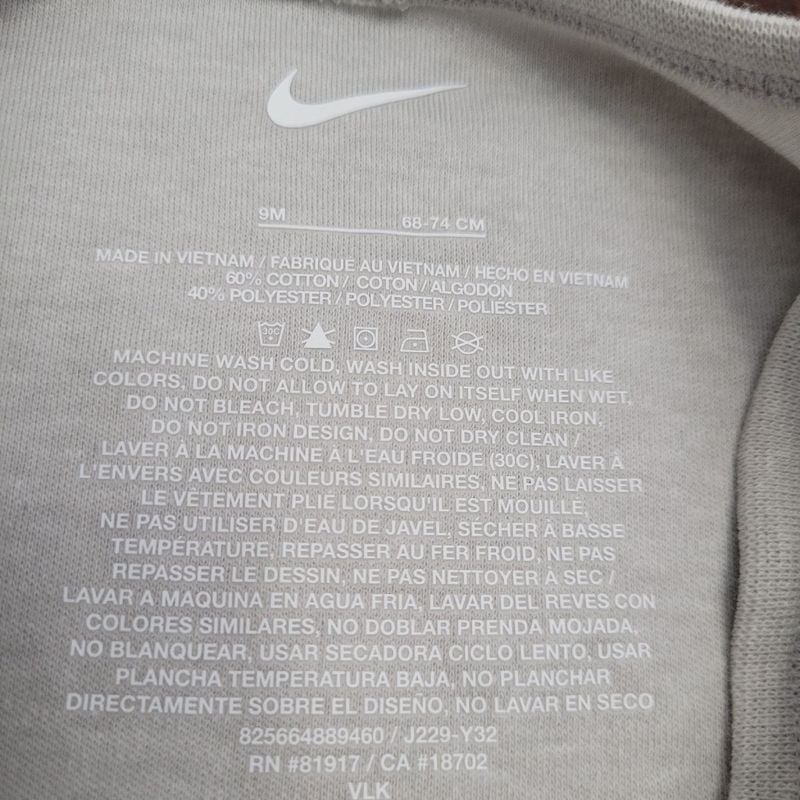 9M 68-74 CM
MADE IN VIETNAM / FABRIQUE AU VIETNAM / HECHO EN VIETNAM
60% COTTON / COTON / ALGODON
40% POLYESTER / POLYESTER / POLIESTER
30C
MACHINE WASH COLD, WASH INSIDE OUT WITH LIKE
COLORS, DO NOT ALLOW TO LAY ON ITSELF WHEN WET,
DO NOT BLEACH, TUMBLE DRY LOW, COOL IRON,
DO NOT IRON DESIGN, DO NOT DRY CLEAN /
LAVER À LA MACHINE À L'EAU FROIDE (30C), LAVER À
L'ENVERS AVEC COULEURS SIMILAIRES, NE PAS LAISSER
LE VÊTEMENT PLIÉ LORSQU'IL EST MOUILLÉ,
NE PAS UTILISER D'EAU DE JAVEL, SÉCHER À BASSE
TEMPÉRATURE, REPASSER AU FER FROID, NE PAS
REPASSER LE DESSIN, NE PAS NETTOYER À SEC /
LAVAR A MAQUINA EN AGUA FRIA, LAVAR DEL REVES CON
COLORES SIMILARES, NO DOBLAR PRENDA MOJADA,
NO BLANQUEAR, USAR SECADORA CICLO LENTO, USAR
PLANCHA TEMPERATURA BAJA, NO PLANCHAR
DIRECTAMENTE SOBRE EL DISEÑO, NO LAVAR EN SECO
825664889460 / J229-Y32
RN #81917 / CA #18702
VLK